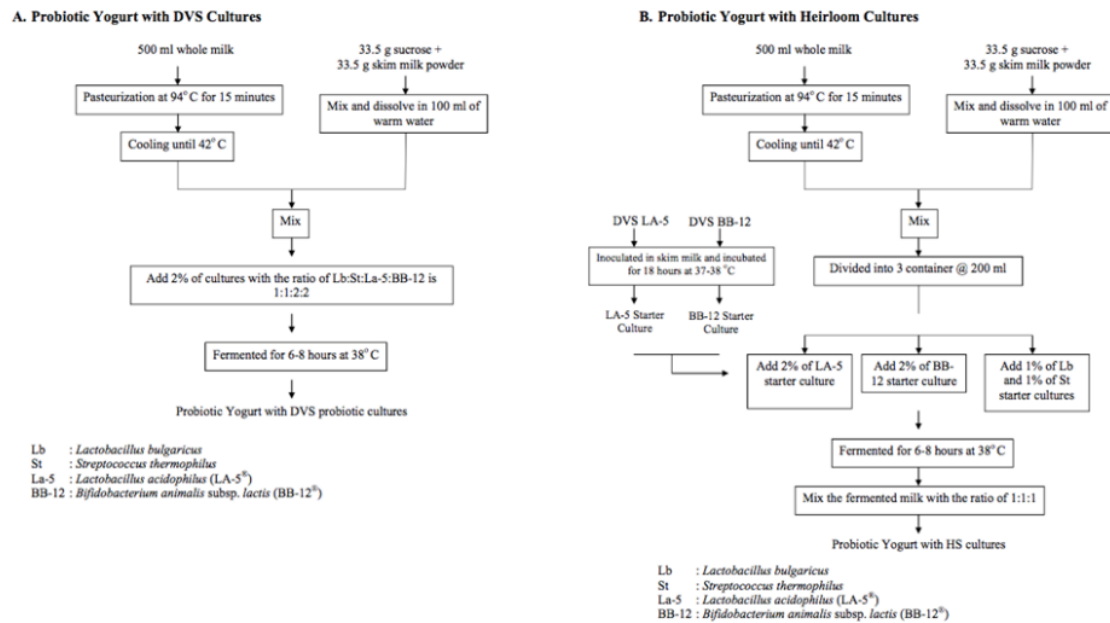 A. Probiotic Yogurt with DVS Cultures
500 ml whole milk
33.5 g sucrose +
33.5 g skim milk powder
Pasteurization at 94°C for 15 minutes
Mix and dissolve in 100 ml of
warm water
Cooling until 42°C
Mix
Add 2% of cultures with the ratio of Lb:St:La-5:BB-12 is
1:1:2:2
Fermented for 6-8 hours at 38°C
Probiotic Yogurt with DVS probiotic cultures
Lb : Lactobacillus bulgaricus
St : Streptococcus thermophilus
La-5 : Lactobacillus acidophilus (LA-5®)
BB-12 : Bifidobacterium animalis subsp. lactis (BB-12®)
B. Probiotic Yogurt with Heirloom Cultures
500 ml whole milk
33.5 g sucrose +
33.5 g skim milk powder
Pasteurization at 94°C for 15 minutes
Mix and dissolve in 100 ml of
warm water
Cooling until 42°C
Mix
DVS LA-5 DVS BB-12
Inoculated in skim milk and incubated
for 18 hours at 37-38 °C
Divided into 3 container @ 200 ml
LA-5 Starter
Culture
BB-12 Starter
Culture
Add 2% of LA-5
starter culture
Add 2% of BB-
12 starter culture
Add 1% of Lb
and 1% of St
starter cultures
Fermented for 6-8 hours at 38°C
Mix the fermented milk with the ratio of 1:1:1
Probiotic Yogurt with HS cultures
Lb : Lactobacillus bulgaricus
St : Streptococcus thermophilus
La-5 : Lactobacillus acidophilus (LA-5®)
BB-12 : Bifidobacterium animalis subsp. lactis (BB-12®)